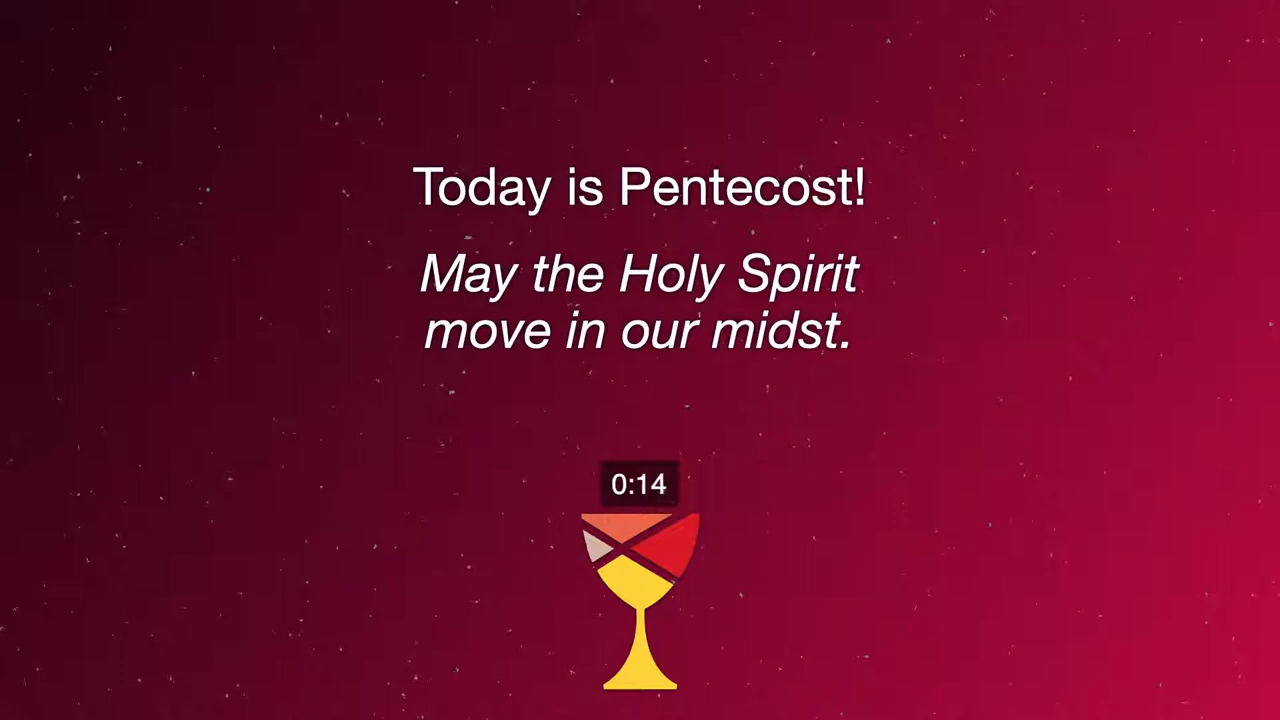 Today is Pentecost!
May the Holy Spirit
move in our midst.
0:14